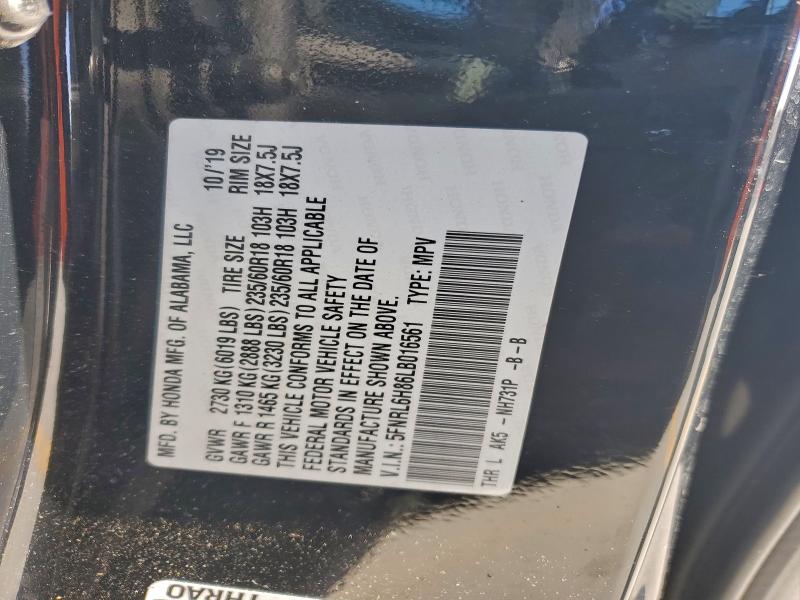 MFD. BY HONDA MFG. OF ALABAMA, LLC 10/'19
GVWR 2730 KG (6019 LBS) TIRE SIZE RIM SIZE
GAWR F 1310 KG (2888 LBS) 235/60R18 103H 18X7.5J
GAWR R 1465 KG (3230 LBS) 235/60R18 103H 18X7.5J
THIS VEHICLE CONFORMS TO ALL APPLICABLE
FEDERAL MOTOR VEHICLE SAFETY
STANDARDS IN EFFECT ON THE DATE OF
MANUFACTURE SHOWN ABOVE.
V.I.N.: 5FNRL6H86LB016561 TYPE: MPV
THR L AK5 -NH731P -B -B
THRAO